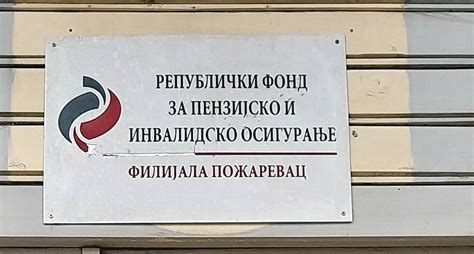 РЕПУБЛИЧКИ ФОНД
ЗА ПЕНЗИЈСКО И
ИНВАЛИДСКО ОСИГУРАЊЕ
ФИЛИЈАЛА ПОЖАРЕВАЦ